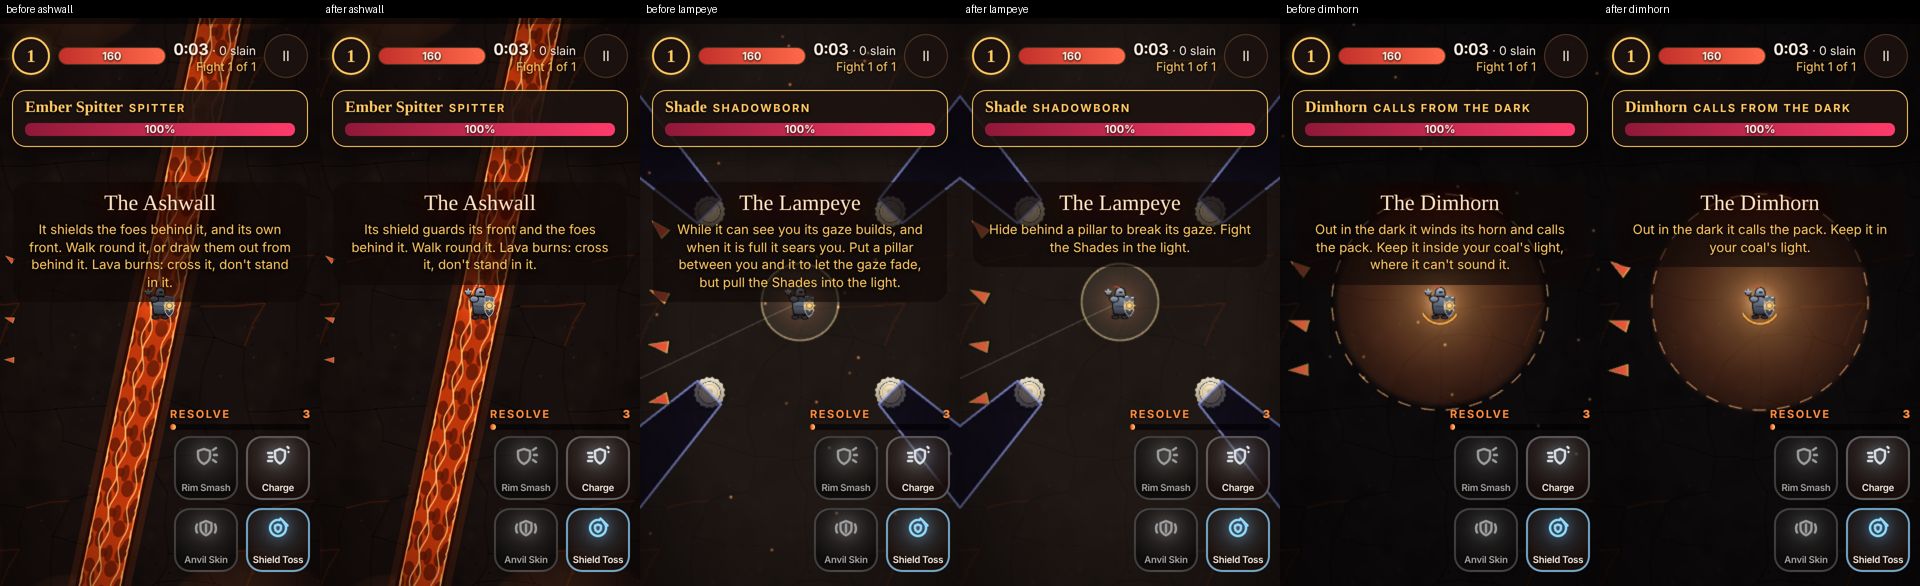 before ashwall
1
160
0:03 · 0 slain
Fight 1 of 1
Ember Spitter SPITTER
100%
The Ashwall
It shields the foes behind it, and its own
front. Walk round it, or draw them out from
behind it. Lava burns: cross it, don't stand
in it.
RESOLVE 3
Rim Smash
Charge
Anvil Skin
Shield Toss
after ashwall
1
160
0:03 · 0 slain
Fight 1 of 1
Ember Spitter SPITTER
100%
The Ashwall
Its shield guards its front and the foes
behind it. Walk round it. Lava burns: cross
it, don't stand in it.
RESOLVE 3
Rim Smash
Charge
Anvil Skin
Shield Toss
before lampeye
1
160
0:03 · 0 slain
Fight 1 of 1
Shade SHADOWBORN
100%
The Lampeye
While it can see you its gaze builds, and
when it is full it sears you. Put a pillar
between you and it to let the gaze fade,
but pull the Shades into the light.
RESOLVE 3
Rim Smash
Charge
Anvil Skin
Shield Toss
after lampeye
1
160
0:03 · 0 slain
Fight 1 of 1
Shade SHADOWBORN
100%
The Lampeye
Hide behind a pillar to break its gaze. Fight
the Shades in the light.
RESOLVE 3
Rim Smash
Charge
Anvil Skin
Shield Toss
before dimhorn
1
160
0:03 · 0 slain
Fight 1 of 1
Dimhorn CALLS FROM THE DARK
100%
The Dimhorn
Out in the dark it winds its horn and calls
the pack. Keep it inside your coal's light,
where it can't sound it.
RESOLVE 3
Rim Smash
Charge
Anvil Skin
Shield Toss
after dimhorn
1
160
0:03 · 0 slain
Fight 1 of 1
Dimhorn CALLS FROM THE DARK
100%
The Dimhorn
Out in the dark it calls the pack. Keep it in
your coal's light.
RESOLVE 3
Rim Smash
Charge
Anvil Skin
Shield Toss